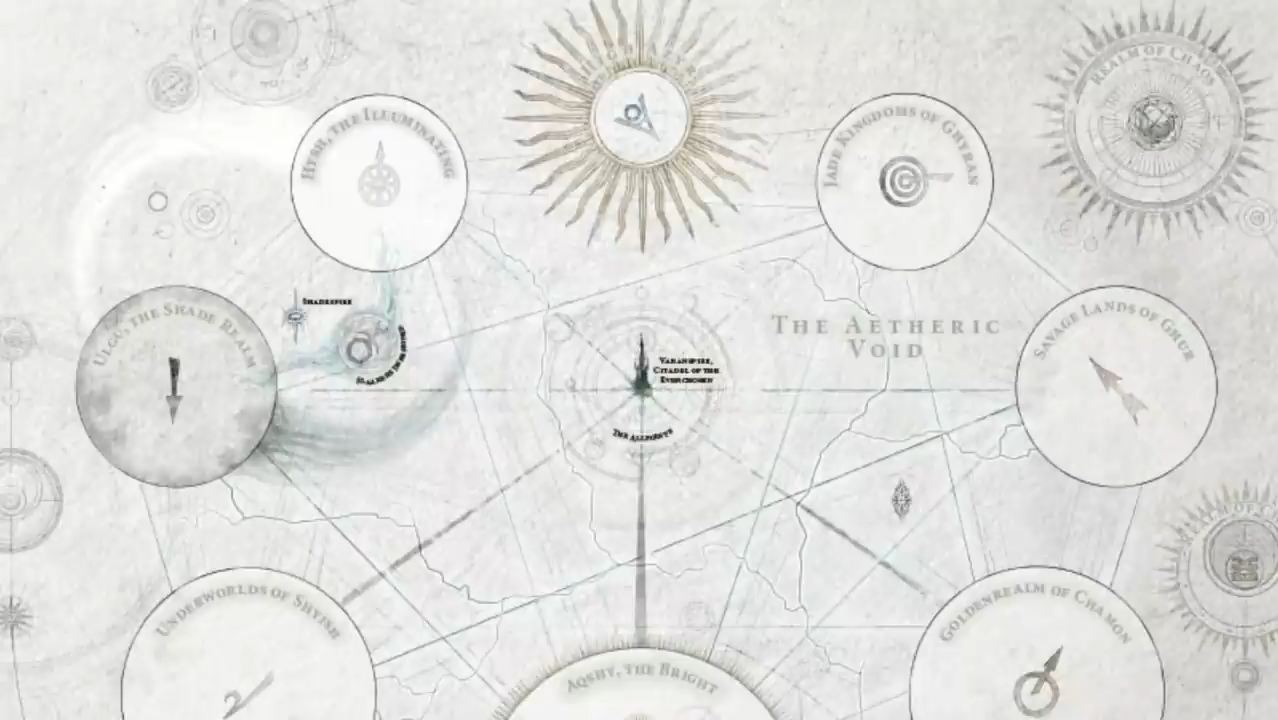 REALM OF CHAOS
HYSH, THE ILLUMINATING
JADE KINGDOMS OF GHYRAN
SHADESPIRE
ULGU, THE SHADE REALM
THE AETHERIC
VOID
SAVAGE LANDS OF GHUR
VARANSPIRE,
CITADEL OF THE
EVERCHOSEN
THE ALLPOINTS
UNDERWORLDS OF SHYISH
GOLDENREALM OF CHAMON
AQSHY, THE BRIGHT